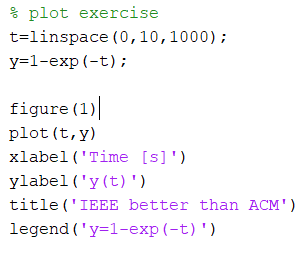 % plot exercise
t=linspace(0,10,1000);
y=1-exp(-t);
figure(1)
plot(t,y)
xlabel('Time [s]')
ylabel('y(t)')
title('IEEE better than ACM')
legend('y=1-exp(-t)')